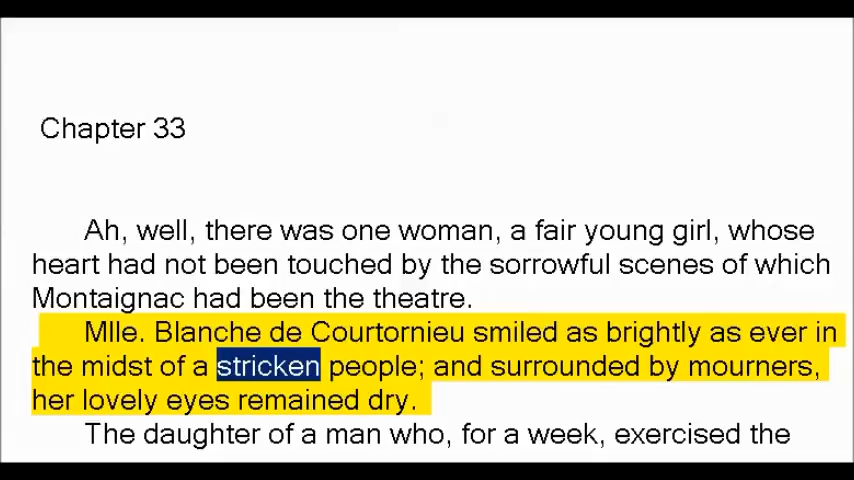 Chapter 33
Ah, well, there was one woman, a fair young girl, whose
heart had not been touched by the sorrowful scenes of which
Montaignac had been the theatre.
Mlle. Blanche de Courtornieu smiled as brightly as ever in
the midst of a stricken people; and surrounded by mourners,
her lovely eyes remained dry.
The daughter of a man who, for a week, exercised the